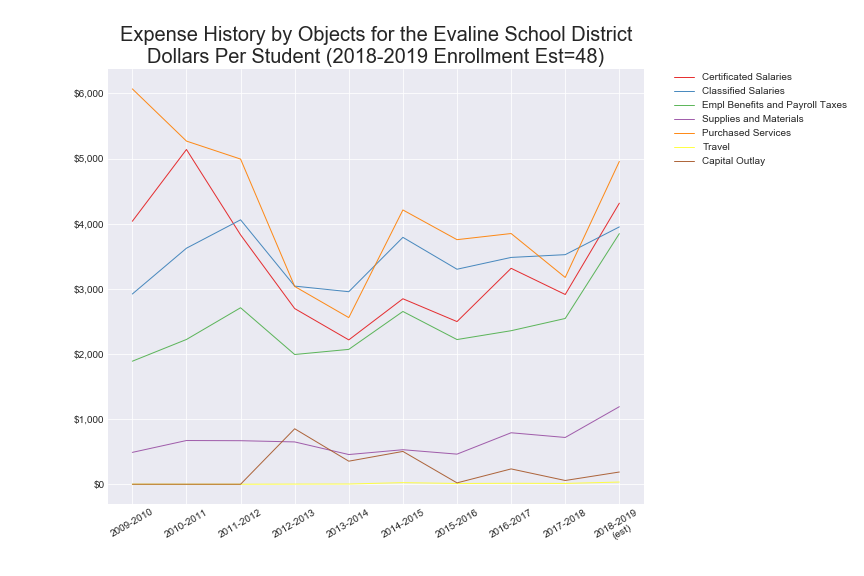 Expense History by Objects for the Evaline School District
Dollars Per Student (2018-2019 Enrollment Est=48)
Certificated Salaries
Classified Salaries
Empl Benefits and Payroll Taxes
Supplies and Materials
Purchased Services
Travel
Capital Outlay
$6,000
$5,000
$4,000
$3,000
$2,000
$1,000
$0
2009-2010
2010-2011
2011-2012
2012-2013
2013-2014
2014-2015
2015-2016
2016-2017
2017-2018
2018-2019
(est)